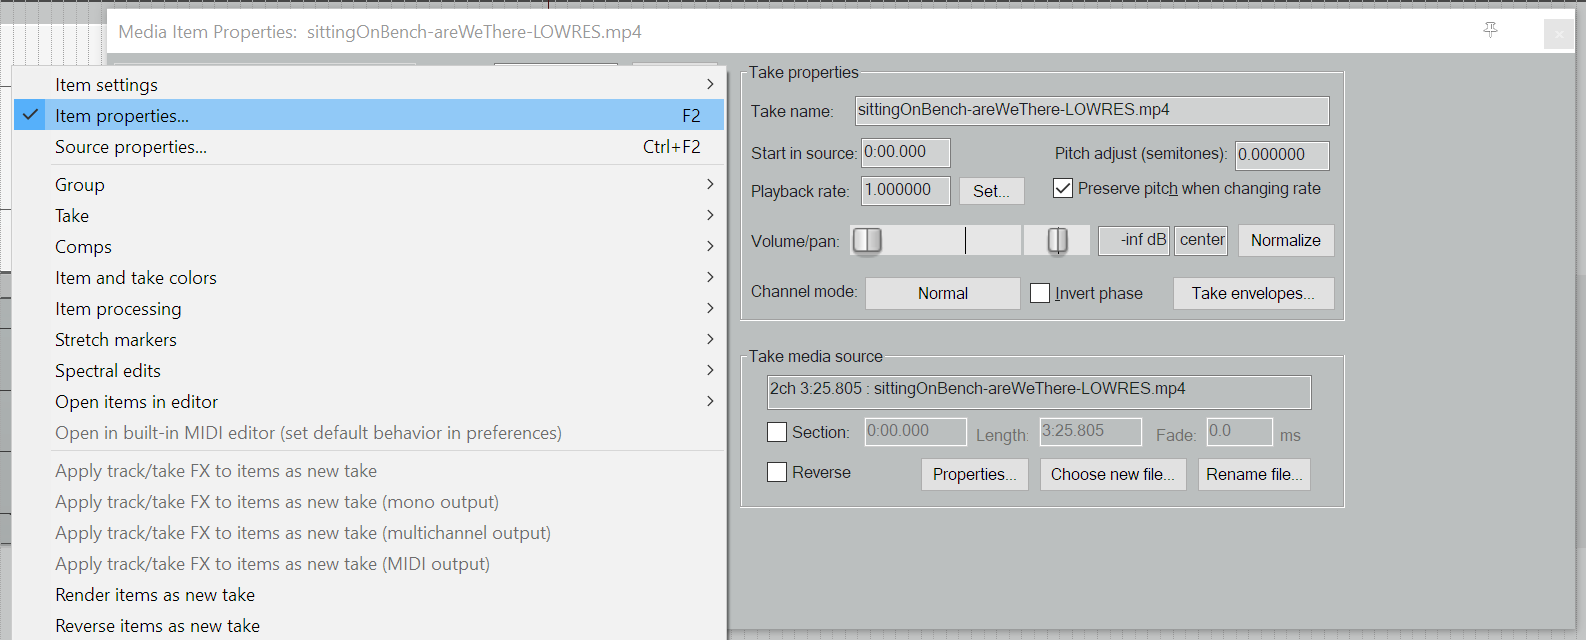 Media Item Properties: sittingOnBench-areWeThere-LOWRES.mp4
Item settings
Item properties... F2
Source properties... Ctrl+F2
Group
Take
Comps
Item and take colors
Item processing
Stretch markers
Spectral edits
Open items in editor
Open in built-in MIDI editor (set default behavior in preferences)
Apply track/take FX to items as new take
Apply track/take FX to items as new take (mono output)
Apply track/take FX to items as new take (multichannel output)
Apply track/take FX to items as new take (MIDI output)
Render items as new take
Reverse items as new take
Take properties
Take name: sittingOnBench-areWeThere-LOWRES.mp4
Start in source: 0:00.000 Pitch adjust (semitones): 0.000000
Playback rate: 1.000000 Set... Preserve pitch when changing rate
Volume/pan: -inf dB center Normalize
Channel mode: Normal Invert phase Take envelopes...
Take media source
2ch 3:25.805 : sittingOnBench-areWeThere-LOWRES.mp4
Section: 0:00.000 Length: 3:25.805 Fade: 0.0 ms
Reverse Properties... Choose new file... Rename file...